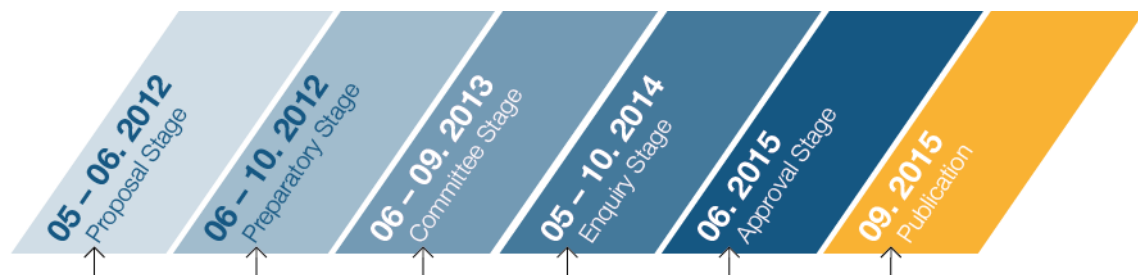 05 – 06. 2012
Proposal Stage
06 – 10. 2012
Preparatory Stage
06 – 09. 2013
Committee Stage
05 – 10. 2014
Enquiry Stage
06. 2015
Approval Stage
09. 2015
Publication